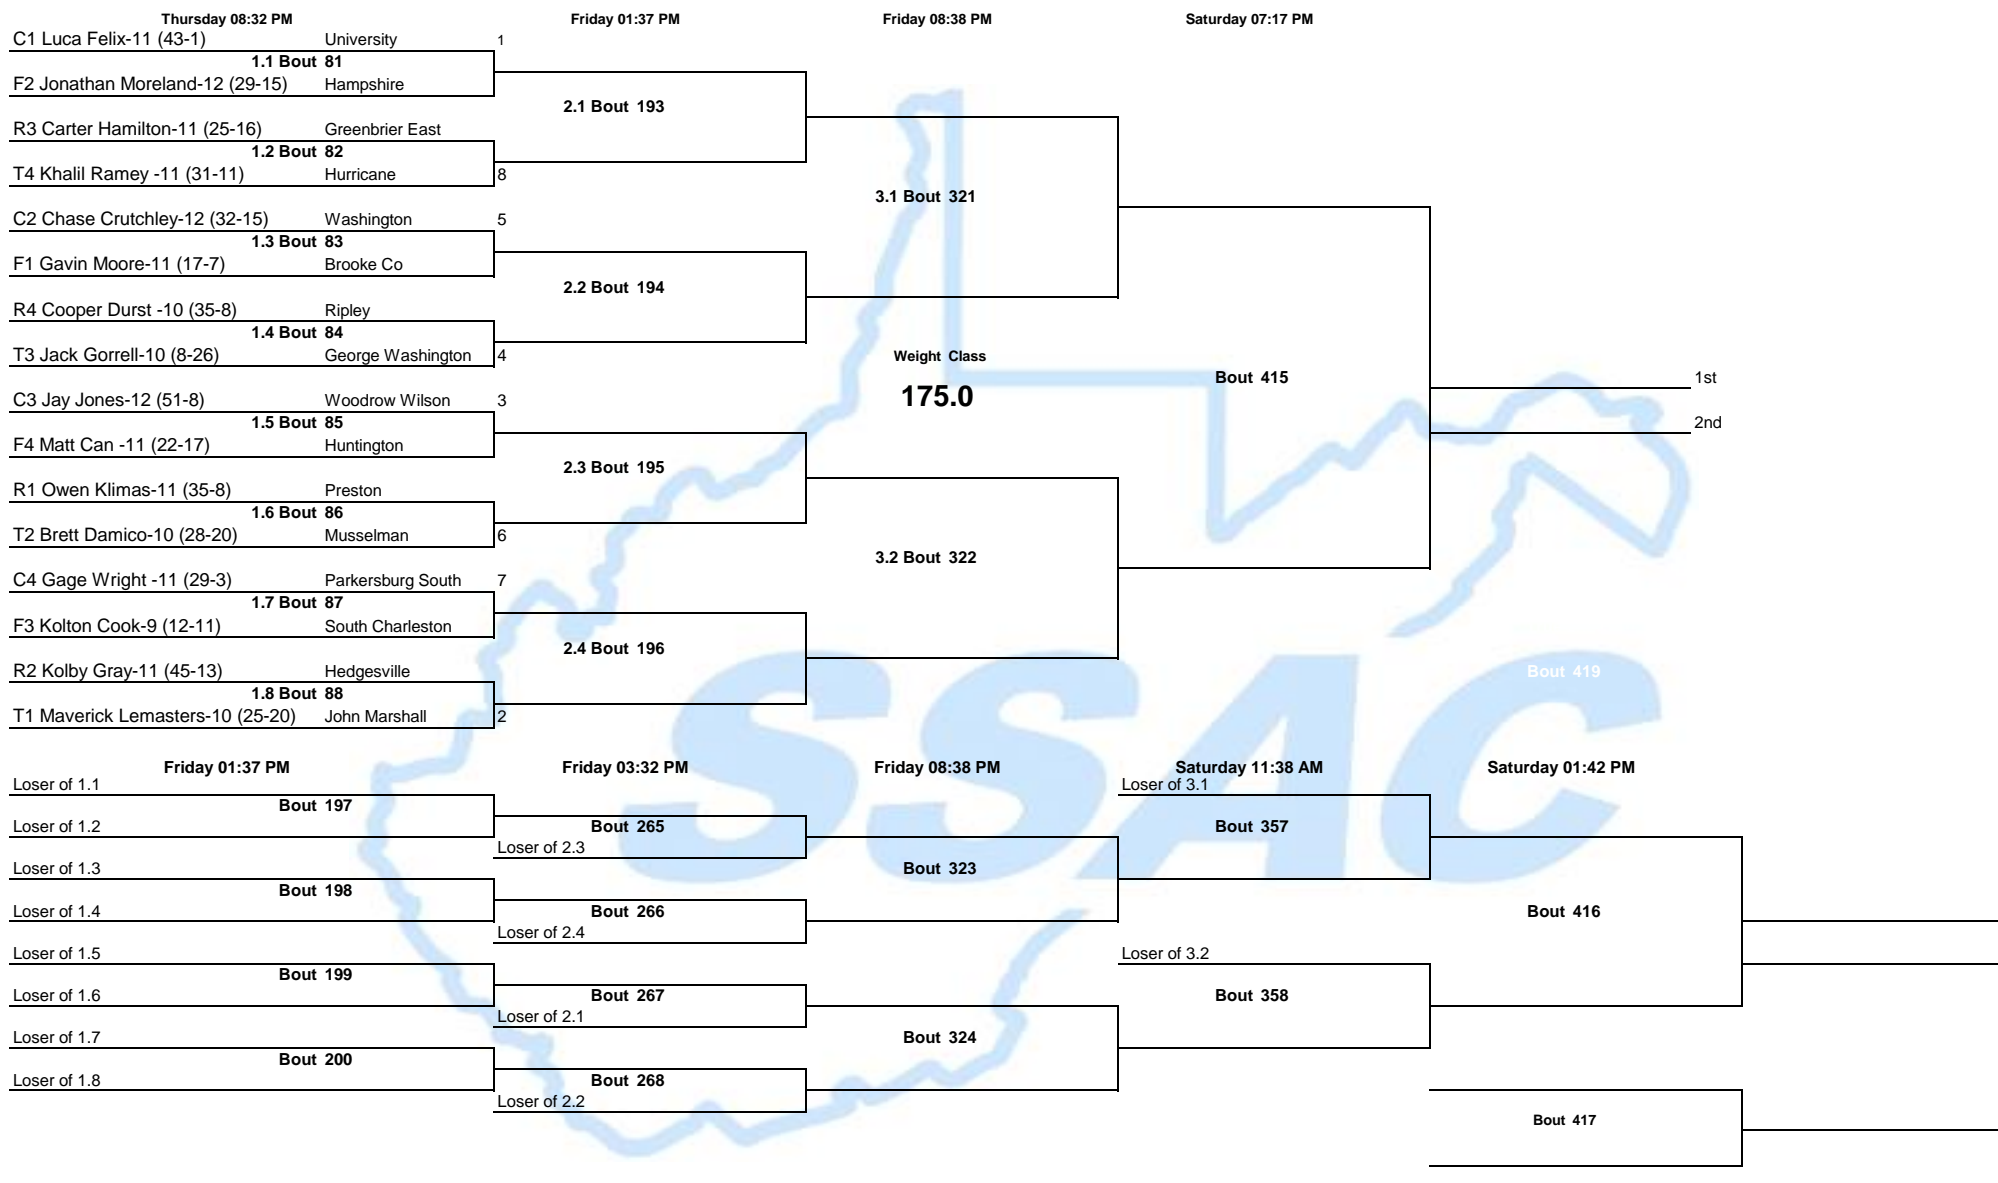 Thursday 08:32 PM Friday 01:37 PM Friday 08:38 PM Saturday 07:17 PM
C1 Luca Felix-11 (43-1) University 1
1.1 Bout 81
F2 Jonathan Moreland-12 (29-15) Hampshire
2.1 Bout 193
R3 Carter Hamilton-11 (25-16) Greenbrier East
1.2 Bout 82
T4 Khalil Ramey -11 (31-11) Hurricane 8
3.1 Bout 321
C2 Chase Crutchley-12 (32-15) Washington 5
1.3 Bout 83
F1 Gavin Moore-11 (17-7) Brooke Co
2.2 Bout 194
R4 Cooper Durst -10 (35-8) Ripley
1.4 Bout 84
T3 Jack Gorrell-10 (8-26) George Washington 4
Weight Class
175.0
Bout 415
1st
2nd
C3 Jay Jones-12 (51-8) Woodrow Wilson 3
1.5 Bout 85
F4 Matt Can -11 (22-17) Huntington
2.3 Bout 195
R1 Owen Klimas-11 (35-8) Preston
1.6 Bout 86
T2 Brett Damico-10 (28-20) Musselman 6
3.2 Bout 322
C4 Gage Wright -11 (29-3) Parkersburg South 7
1.7 Bout 87
F3 Kolton Cook-9 (12-11) South Charleston
2.4 Bout 196
R2 Kolby Gray-11 (45-13) Hedgesville
1.8 Bout 88
T1 Maverick Lemasters-10 (25-20) John Marshall 2
Bout 419
SSAC
Friday 01:37 PM Friday 03:32 PM Friday 08:38 PM Saturday 11:38 AM Saturday 01:42 PM
Loser of 1.1 Loser of 3.1
Bout 197
Loser of 1.2 Bout 265 Bout 357
Loser of 2.3
Loser of 1.3 Bout 323
Bout 198
Loser of 1.4 Bout 266 Bout 416
Loser of 2.4
Loser of 1.5 Loser of 3.2
Bout 199
Loser of 1.6 Bout 267 Bout 358
Loser of 2.1
Loser of 1.7 Bout 324
Bout 200
Loser of 1.8 Bout 268
Loser of 2.2
Bout 417